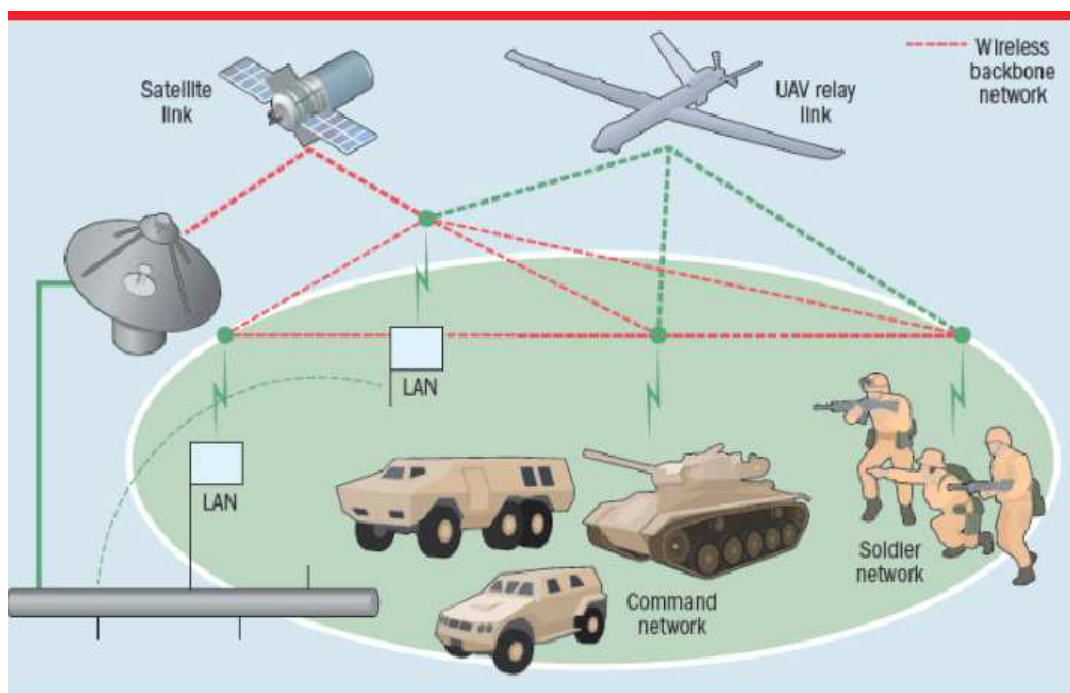 Satellite
link
UAV relay
link
Wireless
backbone
network
LAN
LAN
Command
network
Soldier
network